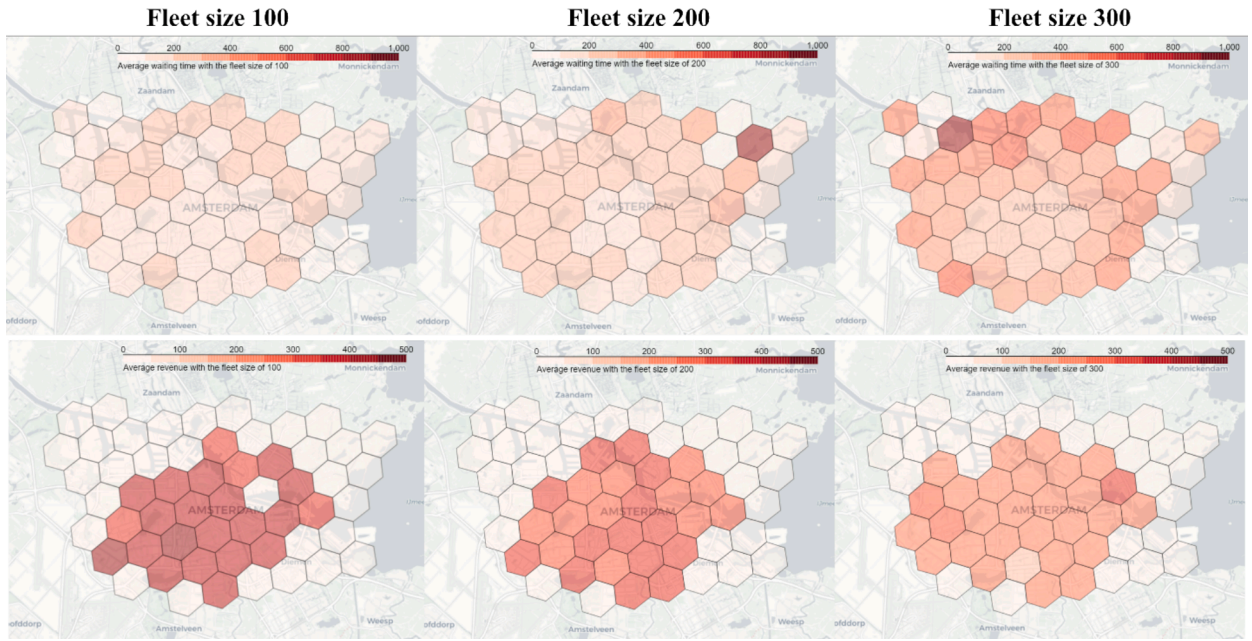 Fleet size 100
Fleet size 200
Fleet size 300
0 200 400 600 800 1,000
Average waiting time with the fleet size of 100
Monnickendam
Zaandam
AMSTERDAM
Diemen
Amstelveen
Weesp
ofddorp
0 200 400 600 800 1,000
Average waiting time with the fleet size of 200
Monnickendam
Zaandam
AMSTERDAM
Diemen
Amstelveen
Weesp
ofddorp
0 200 400 600 800 1,000
Average waiting time with the fleet size of 300
Monnickendam
Zaandam
AMSTERDAM
Diemen
Amstelveen
Weesp
Hoofddorp
0 100 200 300 400 500
Average revenue with the fleet size of 100
Monnickendam
Zaandam
AMSTERDAM
Diemen
Amstelveen
Weesp
ofddorp
0 100 200 300 400 500
Average revenue with the fleet size of 200
Monnickendam
Zaandam
AMSTERDAM
Diemen
Amstelveen
Weesp
oofddorp
0 100 200 300 400 500
Average revenue with the fleet size of 300
Monnickendam
Zaandam
AMSTERDAM
Diemen
Amstelveen
Weesp
oofddorp